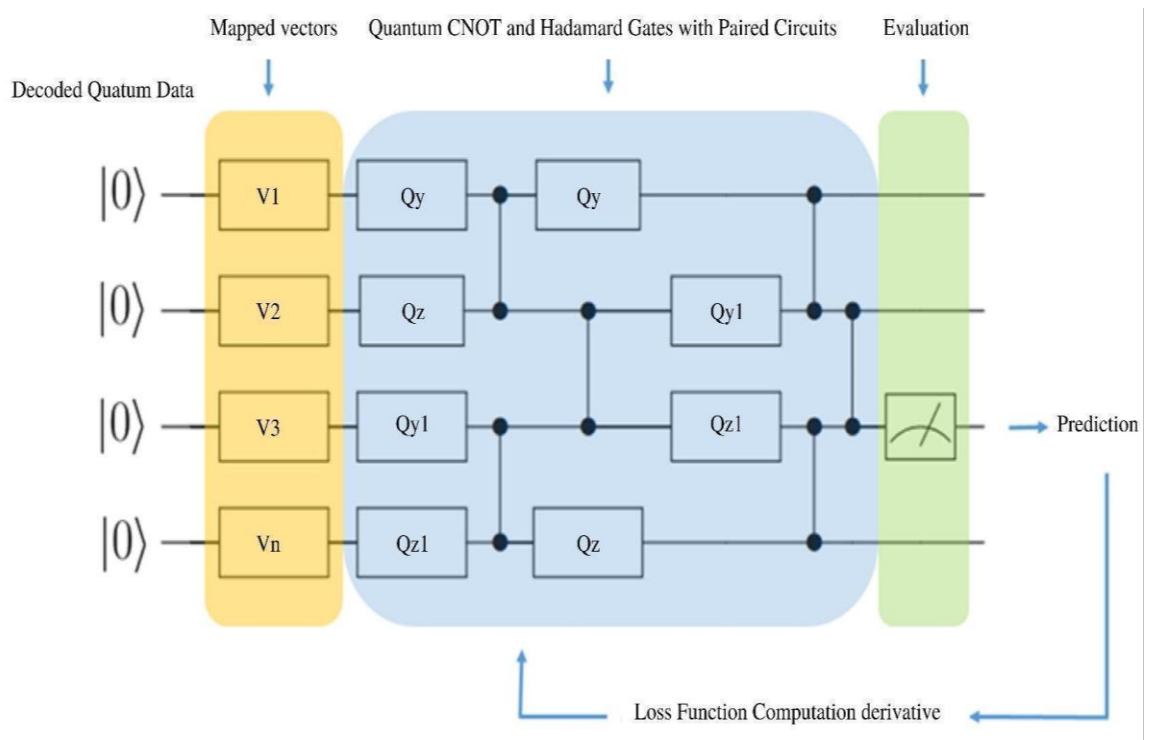 Mapped vectors
Quantum CNOT and Hadamard Gates with Paired Circuits
Evaluation
Decoded Quatum Data
|0⟩ V1 Qy Qy
|0⟩ V2 Qz Qy1
|0⟩ V3 Qy1 Qz1 Prediction
|0⟩ Vn Qz1 Qz
Loss Function Computation derivative